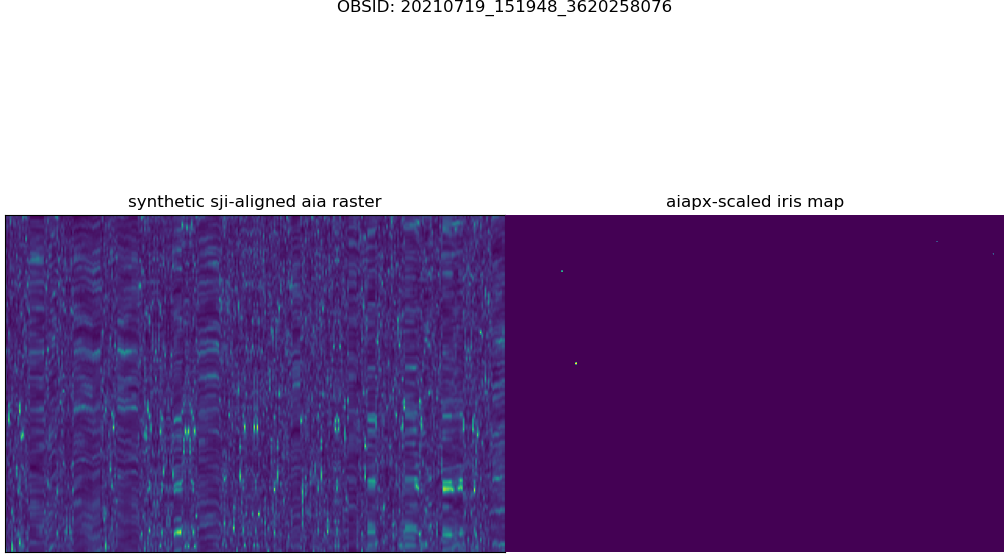 OBSID: 20210719_151948_3620258076
synthetic sji-aligned aia raster
aiapx-scaled iris map